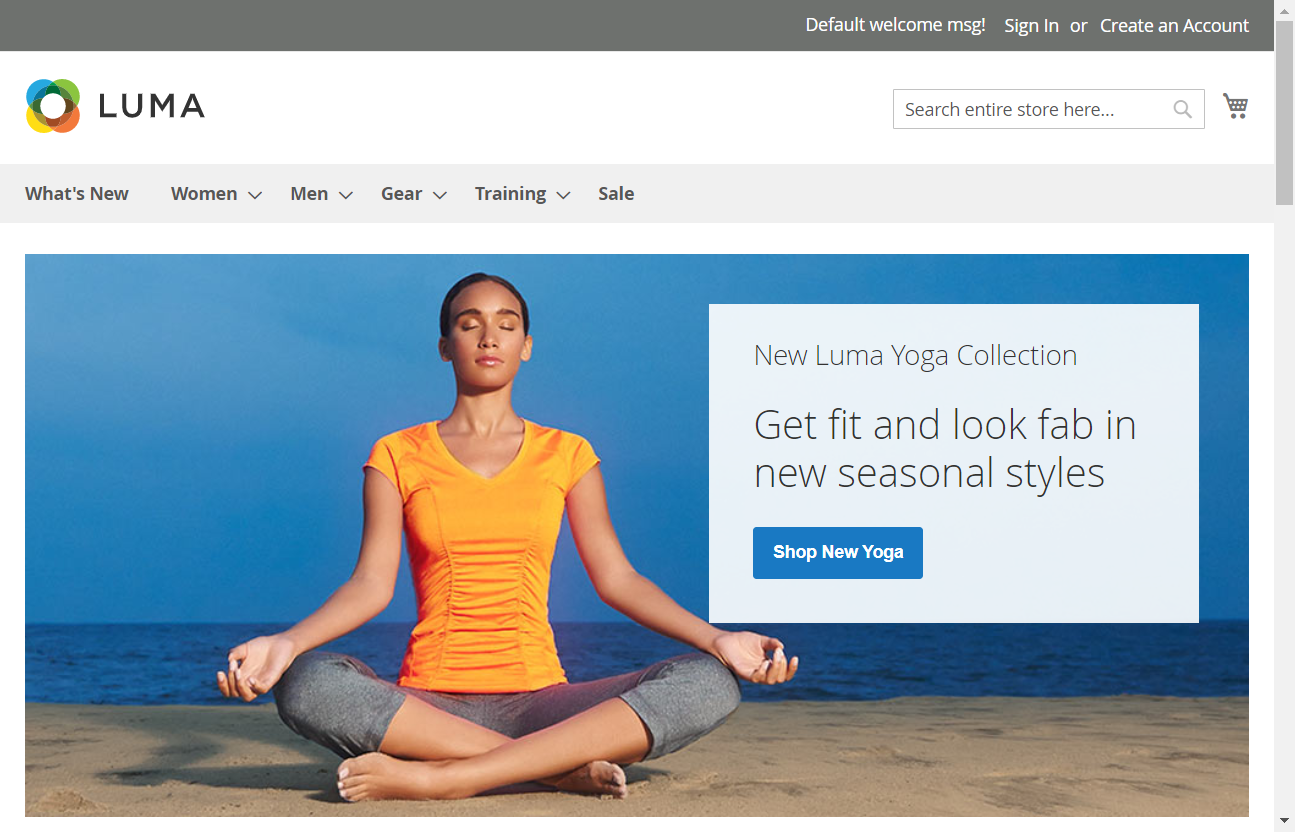 Default welcome msg! Sign In or Create an Account
LUMA
Search entire store here...
What's New Women Men Gear Training Sale
New Luma Yoga Collection
Get fit and look fab in
new seasonal styles
Shop New Yoga